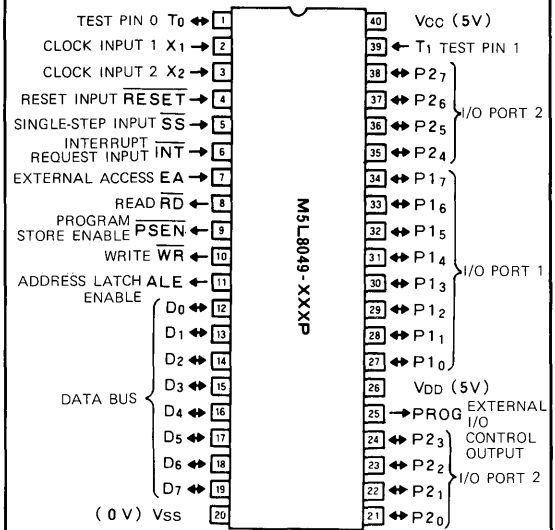 TEST PIN 0 T0 ↔ 1
CLOCK INPUT 1 X1 → 2
CLOCK INPUT 2 X2 → 3
RESET INPUT RESET → 4
SINGLE-STEP INPUT SS → 5
INTERRUPT
REQUEST INPUT INT → 6
EXTERNAL ACCESS EA → 7
READ RD ← 8
PROGRAM
STORE ENABLE PSEN ← 9
WRITE WR ← 10
ADDRESS LATCH ALE ← 11
ENABLE
D0 ↔ 12
D1 ↔ 13
D2 ↔ 14
D3 ↔ 15
DATA BUS
D4 ↔ 16
D5 ↔ 17
D6 ↔ 18
D7 ↔ 19
(0V) VSS 20
M5L8049-XXXP
40 VCC (5V)
39 ← T1 TEST PIN 1
38 ↔ P27
37 ↔ P26
I/O PORT 2
36 ↔ P25
35 ↔ P24
34 ↔ P17
33 ↔ P16
32 ↔ P15
31 ↔ P14
I/O PORT 1
30 ↔ P13
29 ↔ P12
28 ↔ P11
27 ↔ P10
26 VDD (5V)
25 → PROG EXTERNAL
I/O
CONTROL
OUTPUT
24 ↔ P23
23 ↔ P22
I/O PORT 2
22 ↔ P21
21 ↔ P20